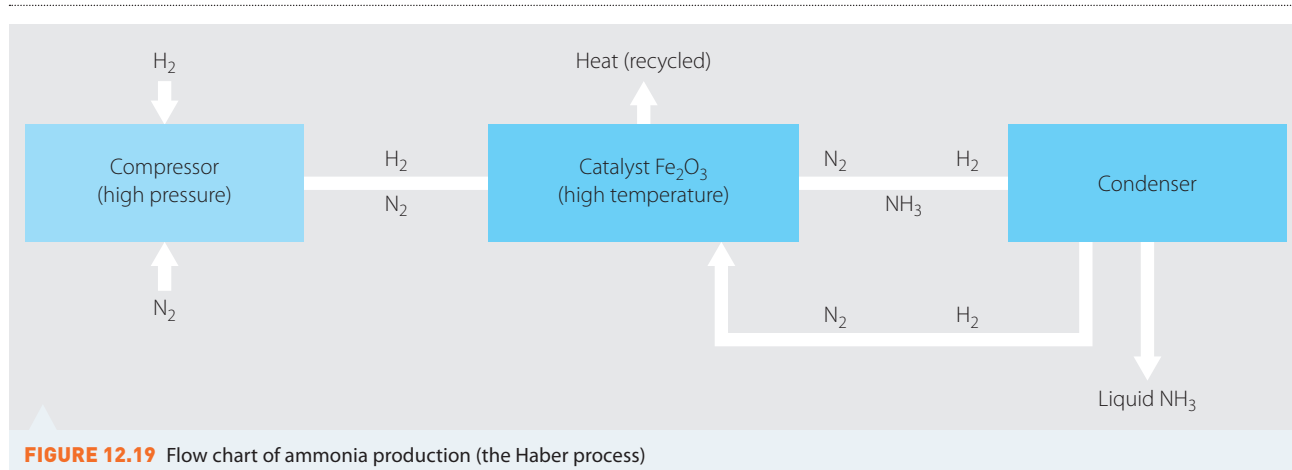 H₂
Heat (recycled)
Compressor
(high pressure)
H₂
N₂
Catalyst Fe₂O₃
(high temperature)
N₂ H₂
NH₃
Condenser
N₂
N₂ H₂
Liquid NH₃
FIGURE 12.19 Flow chart of ammonia production (the Haber process)